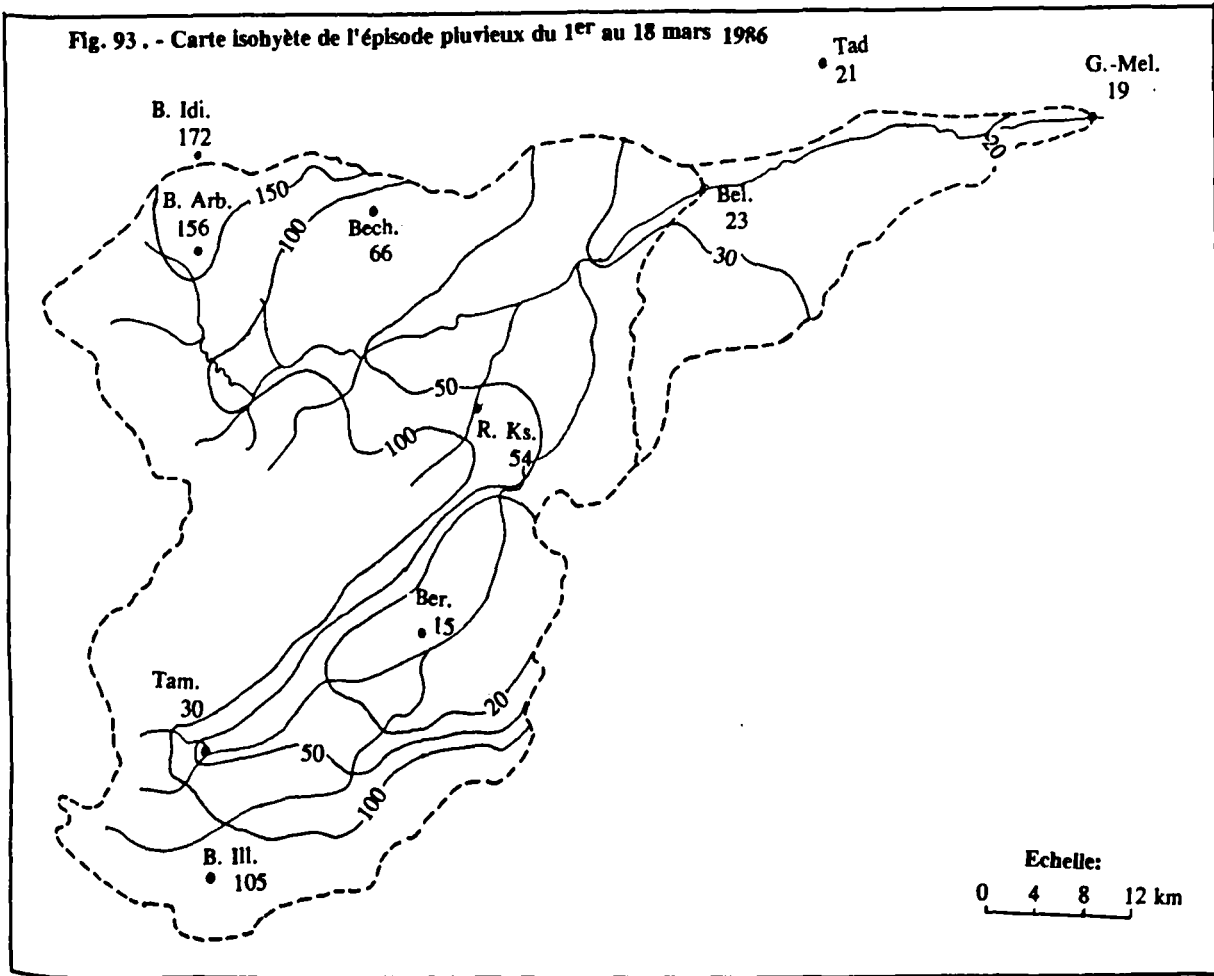 Fig. 93 . - Carte isohyète de l'épisode pluvieux du 1er au 18 mars 1986
Tad
21
G.-Mel.
19
B. Idi.
172
20
B. Arb.
156
150
Bech.
66
100
Bel.
23
30
50
R. Ks.
54
100
Ber.
15
Tam.
30
20
50
100
B. Ill.
105
Echelle:
0 4 8 12 km